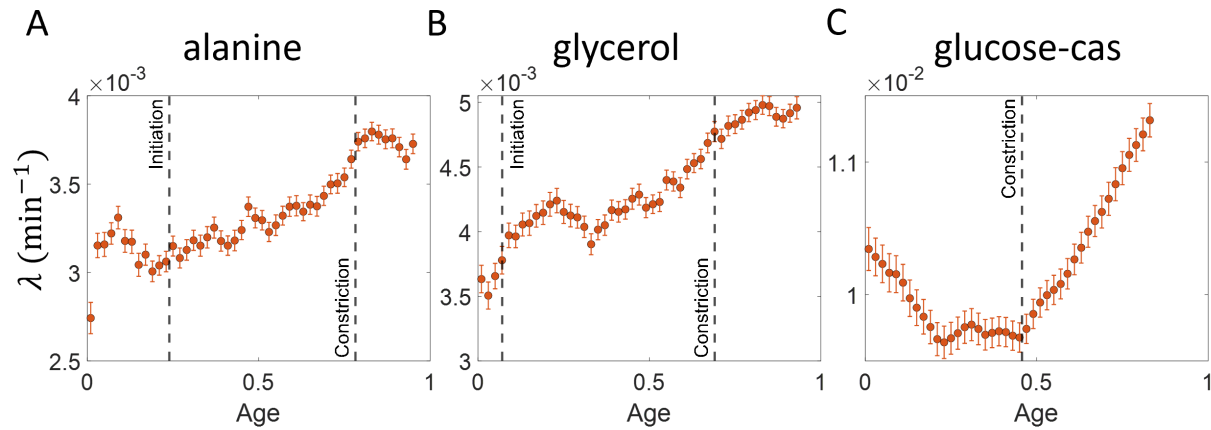 A
alanine
×10⁻³
4
3.5
3
2.5
λ (min⁻¹)
Initiation
Constriction
0
0.5
1
Age
B
glycerol
×10⁻³
5
4.5
4
3.5
3
Initiation
Constriction
0
0.5
1
Age
C
glucose-cas
×10⁻²
1.1
1
Constriction
0
0.5
1
Age